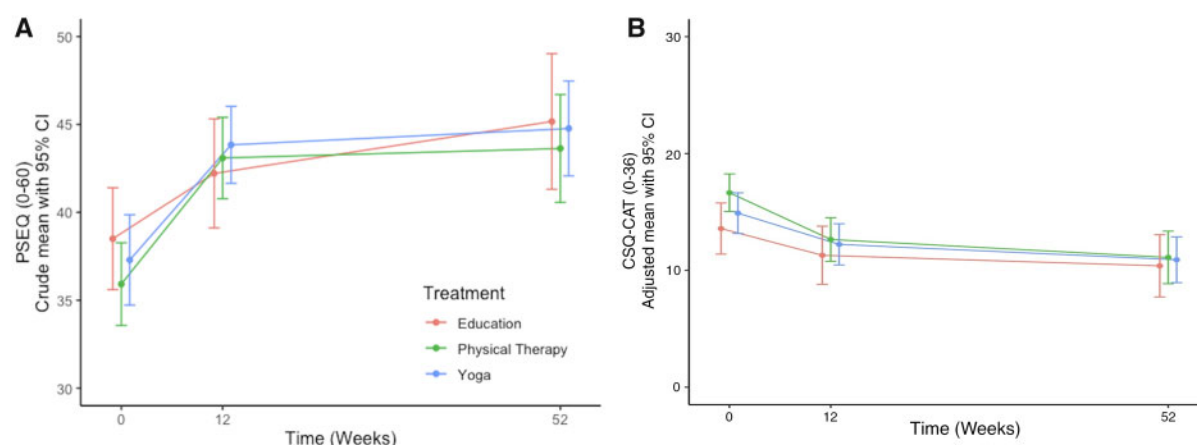 A
PSEQ (0-60)
Crude mean with 95% CI
50
45
40
35
30
0
12
52
Time (Weeks)
Treatment
Education
Physical Therapy
Yoga
B
CSQ-CAT (0-36)
Adjusted mean with 95% CI
30
20
10
0
0
12
52
Time (Weeks)